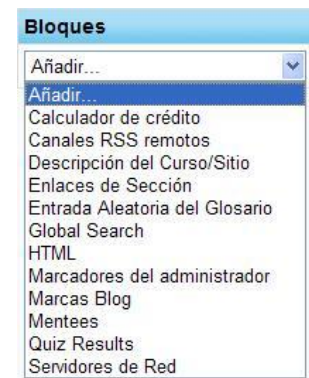 Bloques
Añadir...
Añadir...
Calculador de crédito
Canales RSS remotos
Descripción del Curso/Sitio
Enlaces de Sección
Entrada Aleatoria del Glosario
Global Search
HTML
Marcadores del administrador
Marcas Blog
Mentees
Quiz Results
Servidores de Red